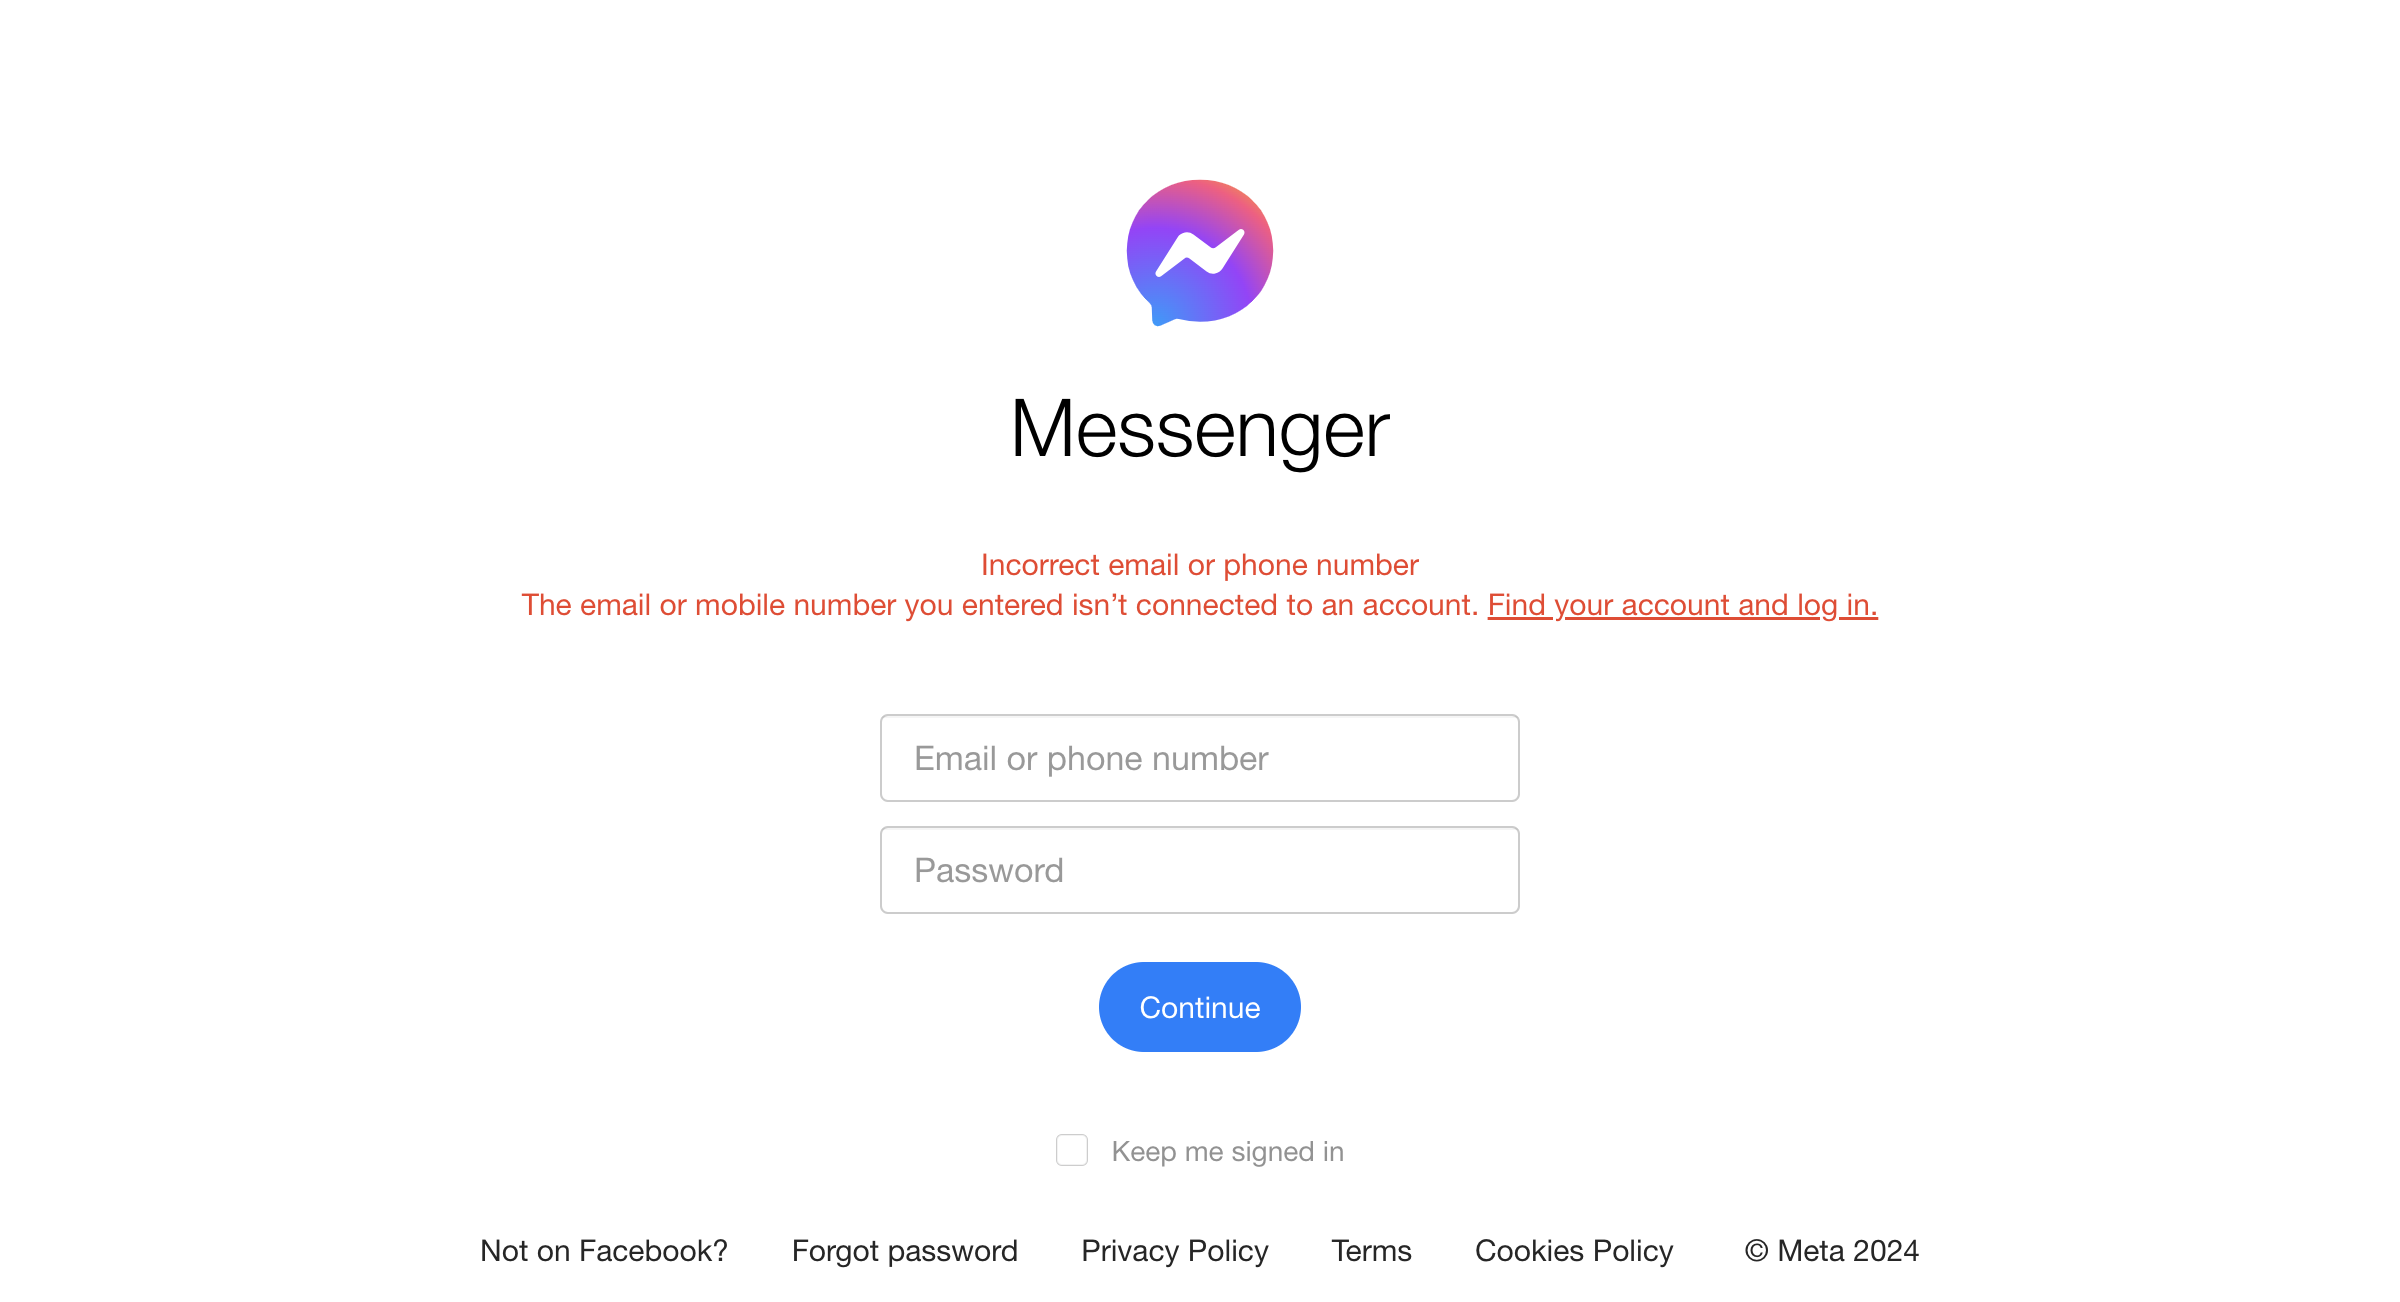 Messenger
Incorrect email or phone number
The email or mobile number you entered isn’t connected to an account. Find your account and log in.
Email or phone number
Password
Continue
Keep me signed in
Not on Facebook? Forgot password Privacy Policy Terms Cookies Policy © Meta 2024